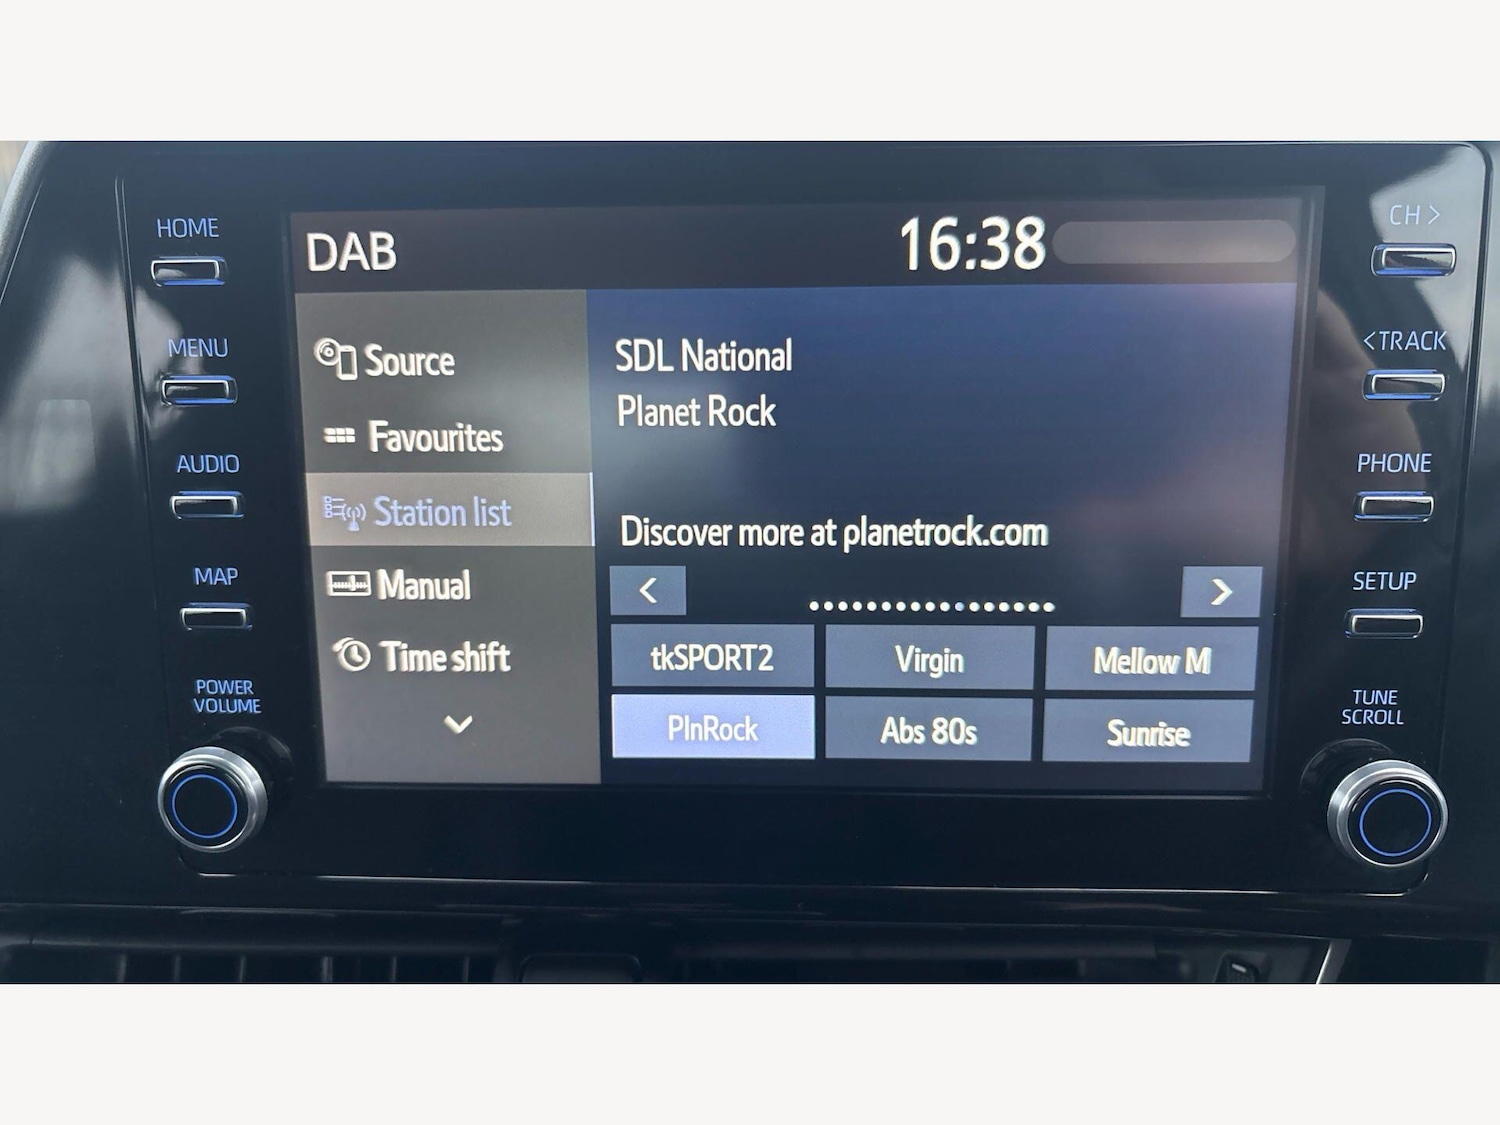 HOME
MENU
AUDIO
MAP
POWER
VOLUME
DAB
16:38
Source
Favourites
Station list
Manual
Time shift
SDL National
Planet Rock
Discover more at planetrock.com
<
>
tkSPORT2
Virgin
Mellow M
PlnRock
Abs 80s
Sunrise
CH >
< TRACK
PHONE
SETUP
TUNE
SCROLL